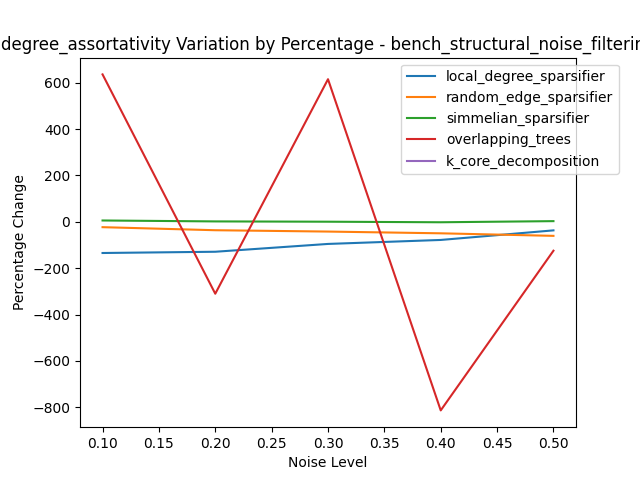 degree_assortativity Variation by Percentage - bench_structural_noise_filterin
local_degree_sparsifier
random_edge_sparsifier
simmelian_sparsifier
overlapping_trees
k_core_decomposition
600
400
200
0
−200
−400
−600
−800
Percentage Change
0.10 0.15 0.20 0.25 0.30 0.35 0.40 0.45 0.50
Noise Level